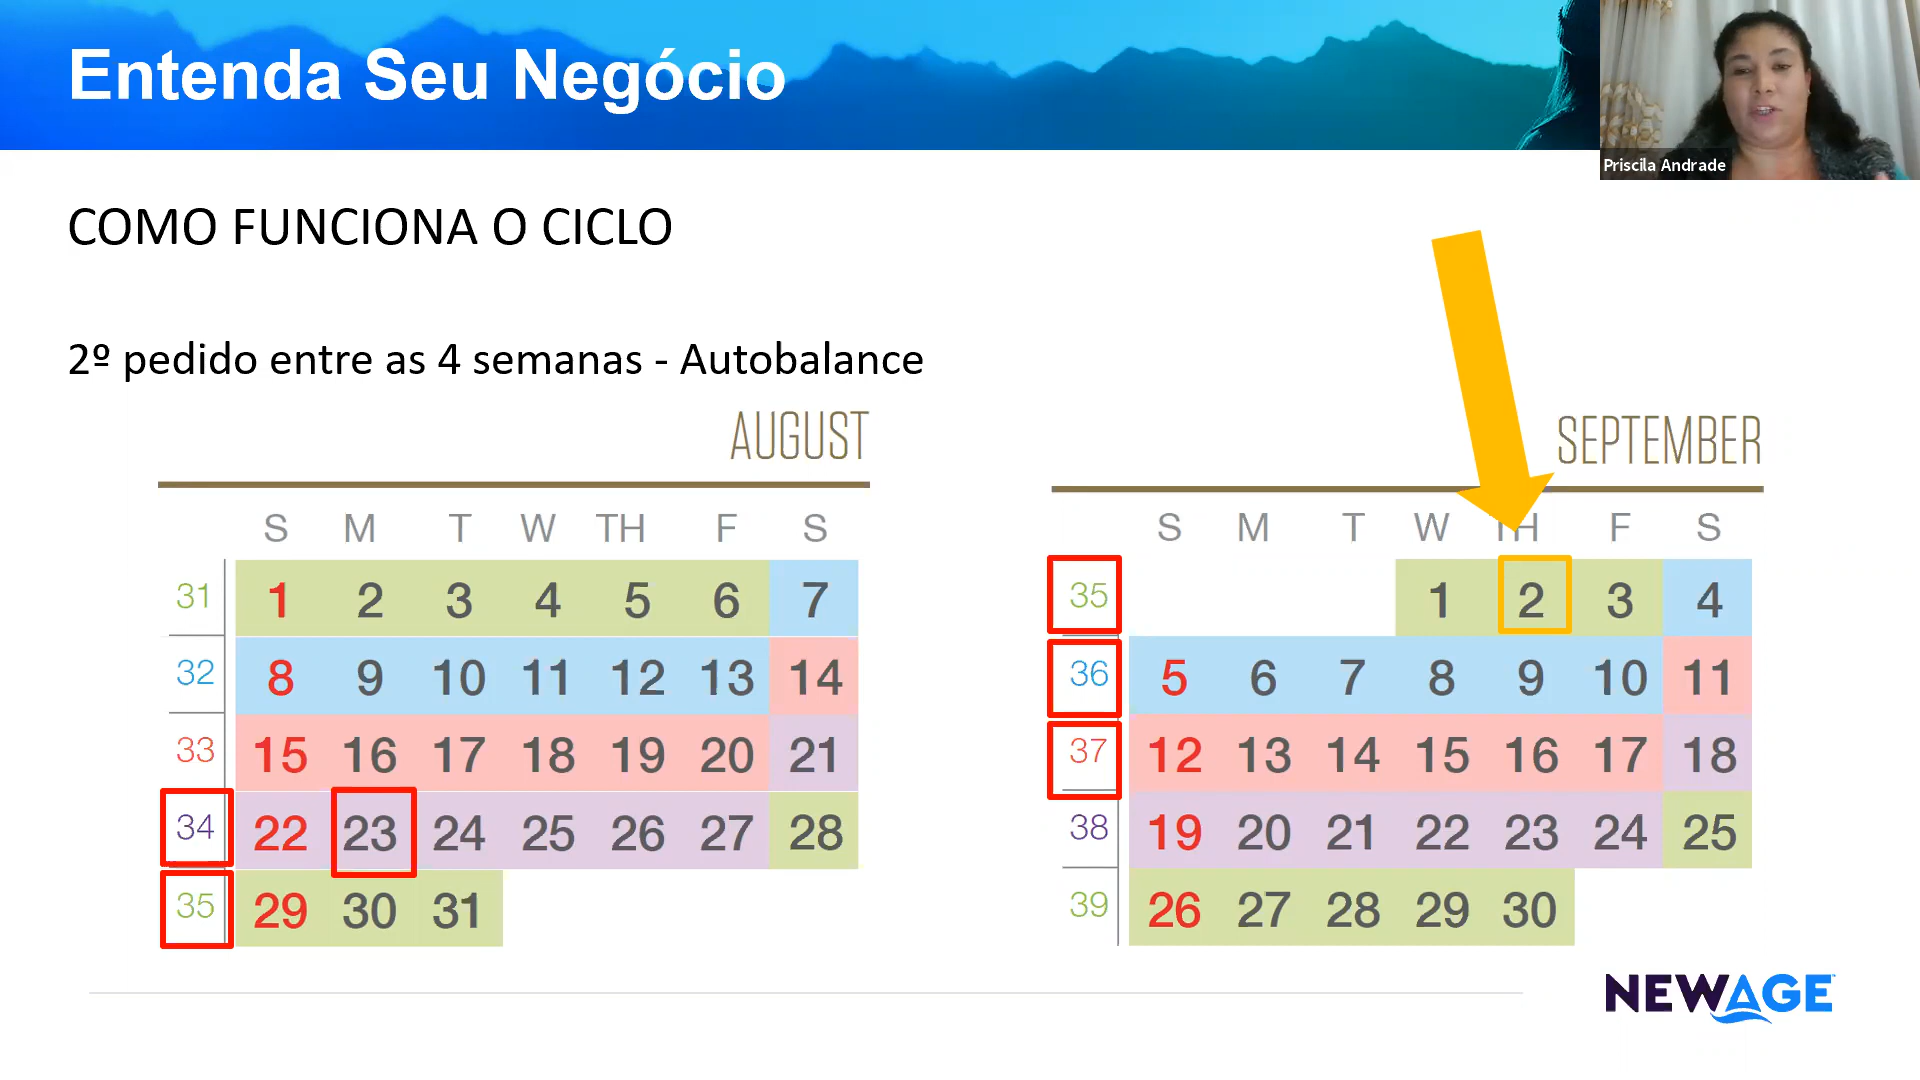 Entenda Seu Negócio
Priscila Andrade
COMO FUNCIONA O CICLO
2º pedido entre as 4 semanas - Autobalance
AUGUST
S M T W TH F S
31 1 2 3 4 5 6 7
32 8 9 10 11 12 13 14
33 15 16 17 18 19 20 21
34 22 23 24 25 26 27 28
35 29 30 31
SEPTEMBER
S M T W TH F S
35 1 2 3 4
36 5 6 7 8 9 10 11
37 12 13 14 15 16 17 18
38 19 20 21 22 23 24 25
39 26 27 28 29 30
NEWAGE